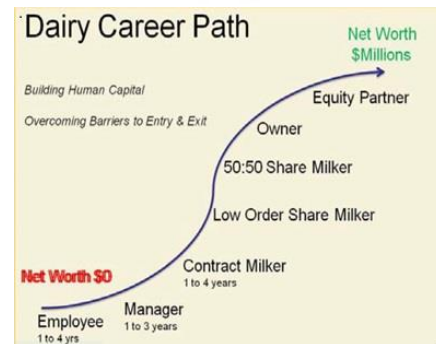 Dairy Career Path
Net Worth
$Millions
Building Human Capital
Equity Partner
Overcoming Barriers to Entry & Exit
Owner
50:50 Share Milker
Low Order Share Milker
Net Worth $0
Contract Milker
1 to 4 years
Manager
1 to 3 years
Employee
1 to 4 yrs